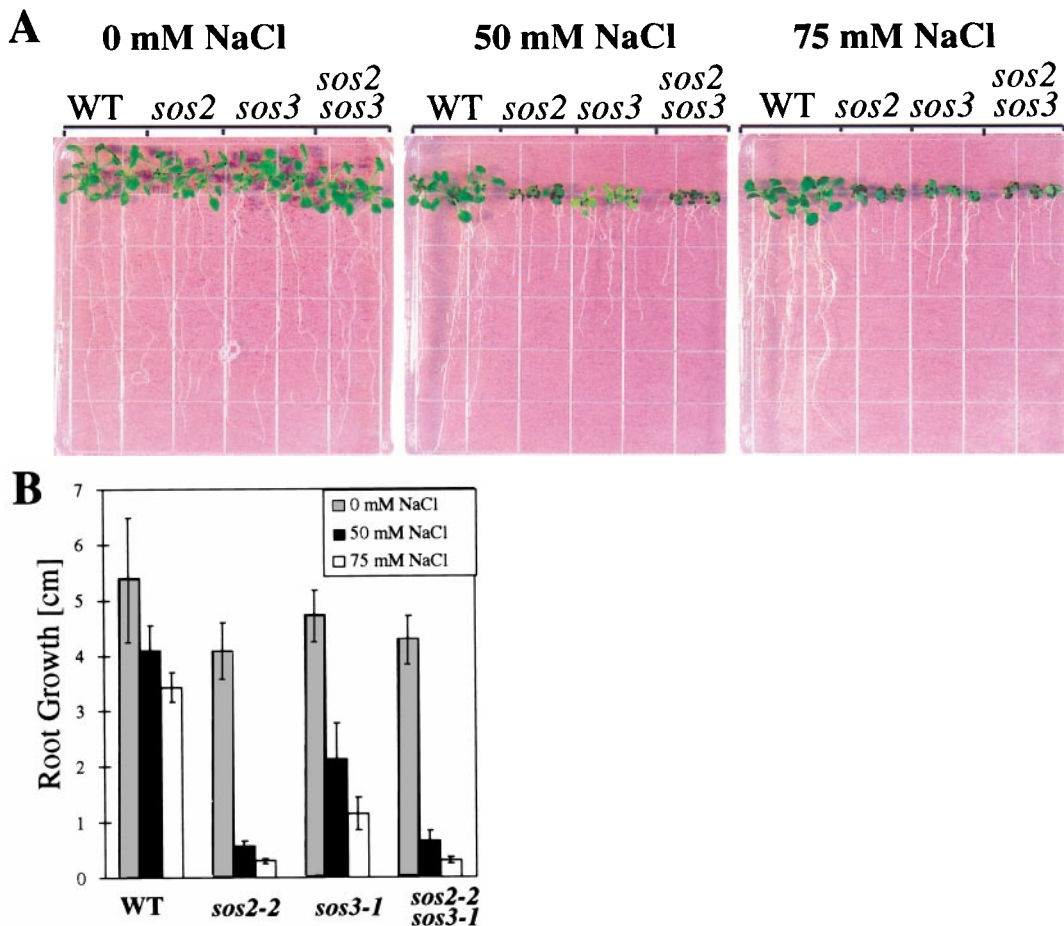 A
0 mM NaCl
50 mM NaCl
75 mM NaCl
WT sos2 sos3 sos2 sos3
WT sos2 sos3 sos2 sos3
WT sos2 sos3 sos2 sos3
B
Root Growth [cm]
7
6
5
4
3
2
1
0
0 mM NaCl
50 mM NaCl
75 mM NaCl
WT
sos2-2
sos3-1
sos2-2
sos3-1